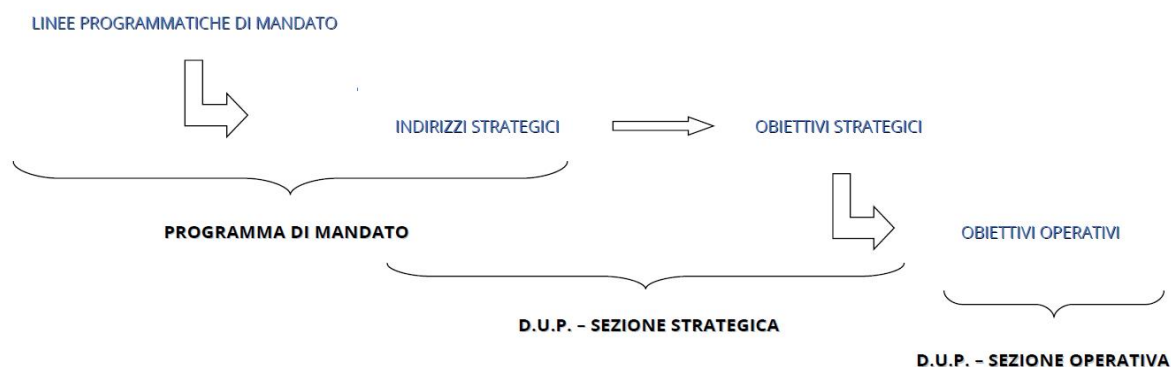 LINEE PROGRAMMATICHE DI MANDATO
INDIRIZZI STRATEGICI
OBIETTIVI STRATEGICI
PROGRAMMA DI MANDATO
OBIETTIVI OPERATIVI
D.U.P. – SEZIONE STRATEGICA
D.U.P. – SEZIONE OPERATIVA